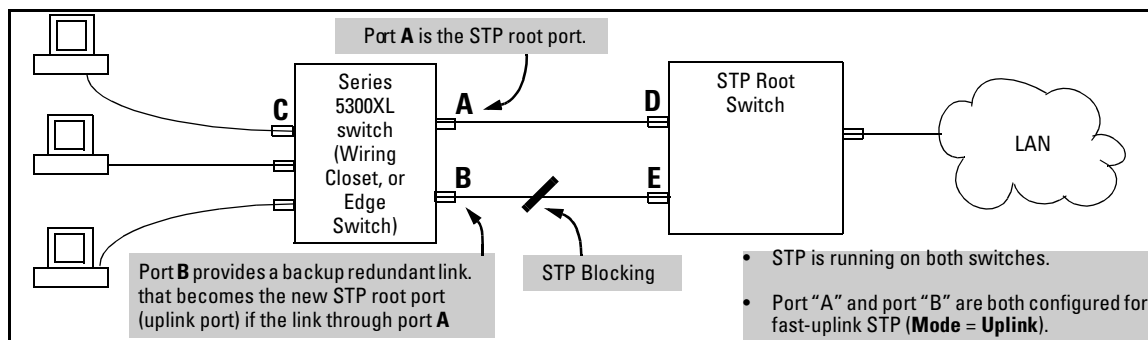 Port A is the STP root port.
Series
5300XL
switch
(Wiring
Closet, or
Edge
Switch)
C
A
B
D
E
STP Root
Switch
LAN
Port B provides a backup redundant link.
that becomes the new STP root port
(uplink port) if the link through port A
STP Blocking
• STP is running on both switches.
• Port “A” and port “B” are both configured for
fast-uplink STP (Mode = Uplink).